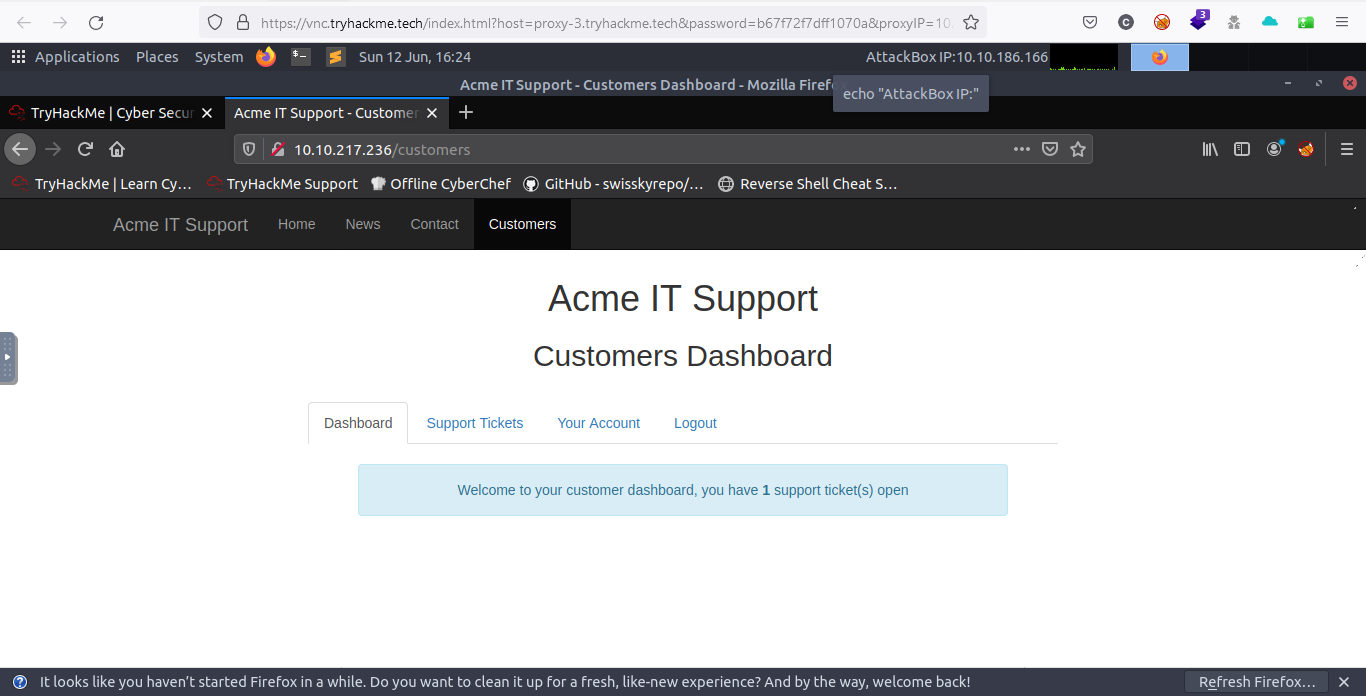 https://vnc.tryhackme.tech/index.html?host=proxy-3.tryhackme.tech&password=b67f72f7dff1070a&proxyIP=10.
3
Applications Places System Sun 12 Jun, 16:24 AttackBox IP:10.10.186.166
Acme IT Support - Customers Dashboard - Mozilla Firef
echo "AttackBox IP:"
TryHackMe | Cyber Secur Acme IT Support - Customer
10.10.217.236/customers
TryHackMe | Learn Cy… TryHackMe Support Offline CyberChef GitHub - swisskyrepo/… Reverse Shell Cheat S…
Acme IT Support Home News Contact Customers
Acme IT Support
Customers Dashboard
Dashboard Support Tickets Your Account Logout
Welcome to your customer dashboard, you have 1 support ticket(s) open
It looks like you haven’t started Firefox in a while. Do you want to clean it up for a fresh, like-new experience? And by the way, welcome back! Refresh Firefox…